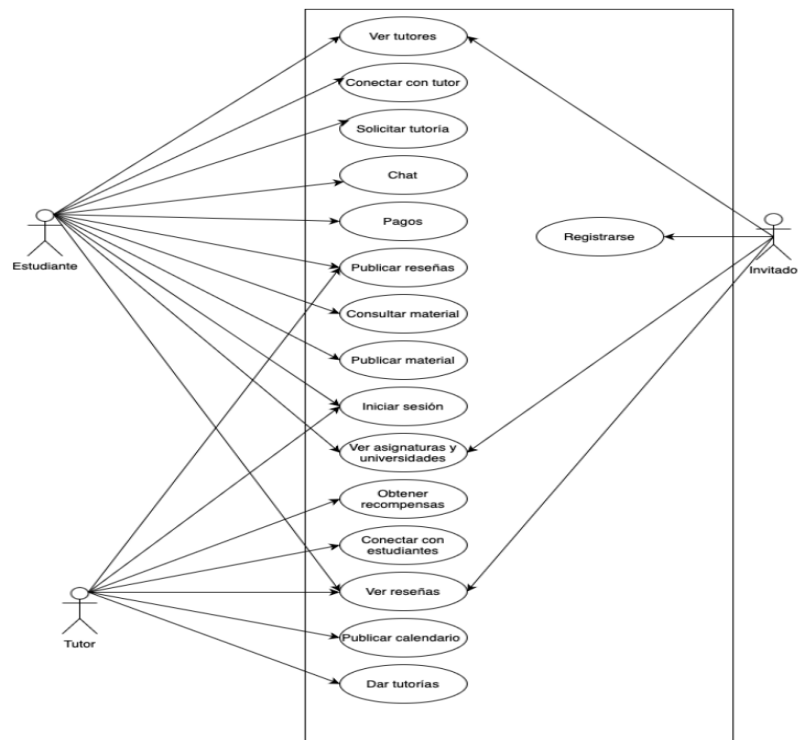 Ver tutores
Conectar con tutor
Solicitar tutoría
Chat
Pagos
Registrarse
Estudiante
Invitado
Publicar reseñas
Consultar material
Publicar material
Iniciar sesión
Ver asignaturas y
universidades
Obtener
recompensas
Conectar con
estudiantes
Ver reseñas
Tutor
Publicar calendario
Dar tutorías